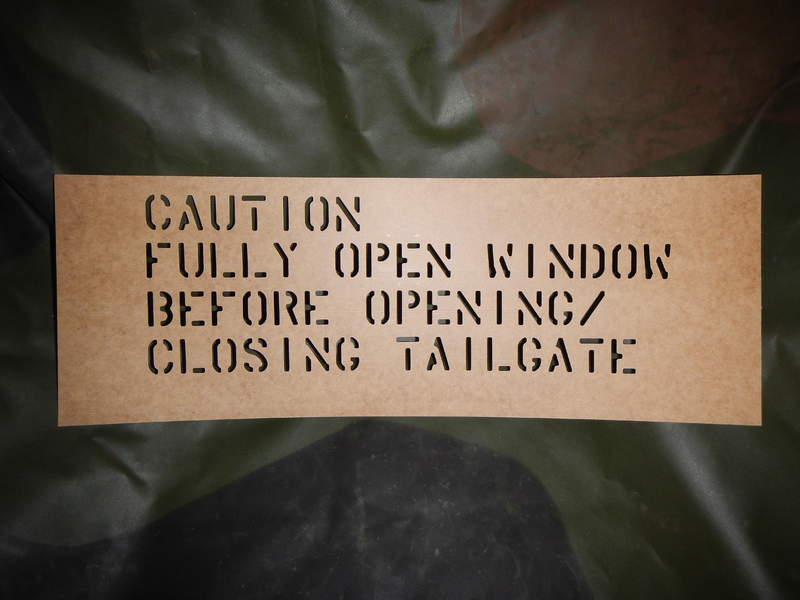 CAUTION
FULLY OPEN WINDOW
BEFORE OPENING/
CLOSING TAILGATE